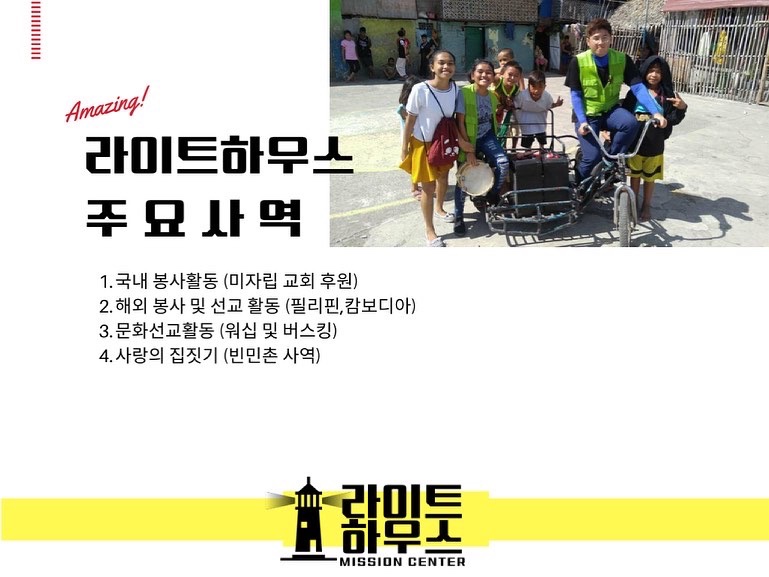 Amazing!
라이트하우스
주요사역
1. 국내 봉사활동 (미자립 교회 후원)
2. 해외 봉사 및 선교 활동 (필리핀,캄보디아)
3. 문화선교활동 (워십 및 버스킹)
4. 사랑의 집짓기 (빈민촌 사역)
라이트
하우스
MISSION CENTER